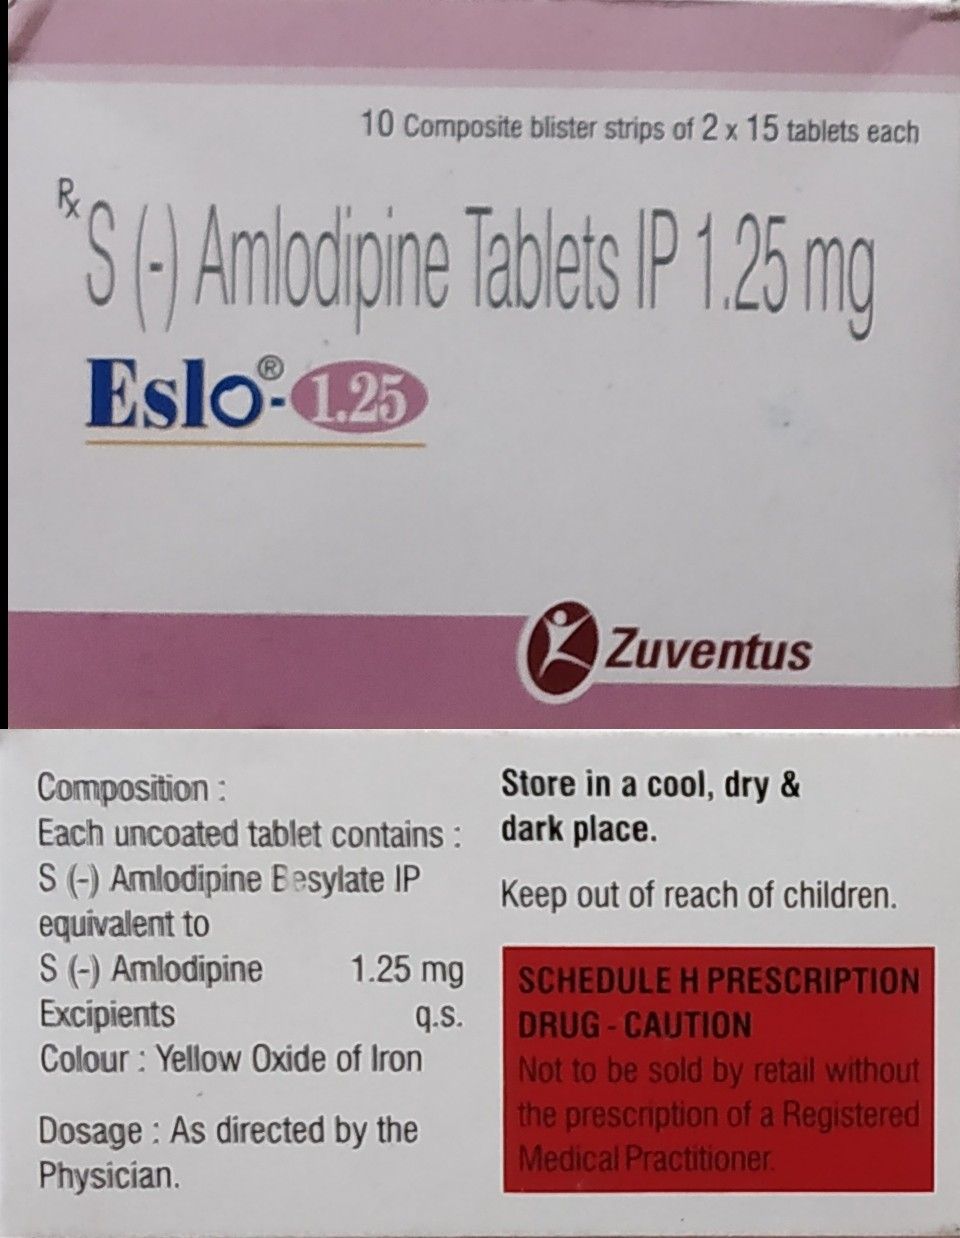 10 Composite blister strips of 2 x 15 tablets each
Rx S (-) Amlodipine Tablets IP 1.25 mg
Eslo®-1.25
Zuventus
Composition :
Each uncoated tablet contains :
S (-) Amlodipine Besylate IP
equivalent to
S (-) Amlodipine 1.25 mg
Excipients q.s.
Colour : Yellow Oxide of Iron
Dosage : As directed by the
Physician.
Store in a cool, dry &
dark place.
Keep out of reach of children.
SCHEDULE H PRESCRIPTION
DRUG - CAUTION
Not to be sold by retail without
the prescription of a Registered
Medical Practitioner.